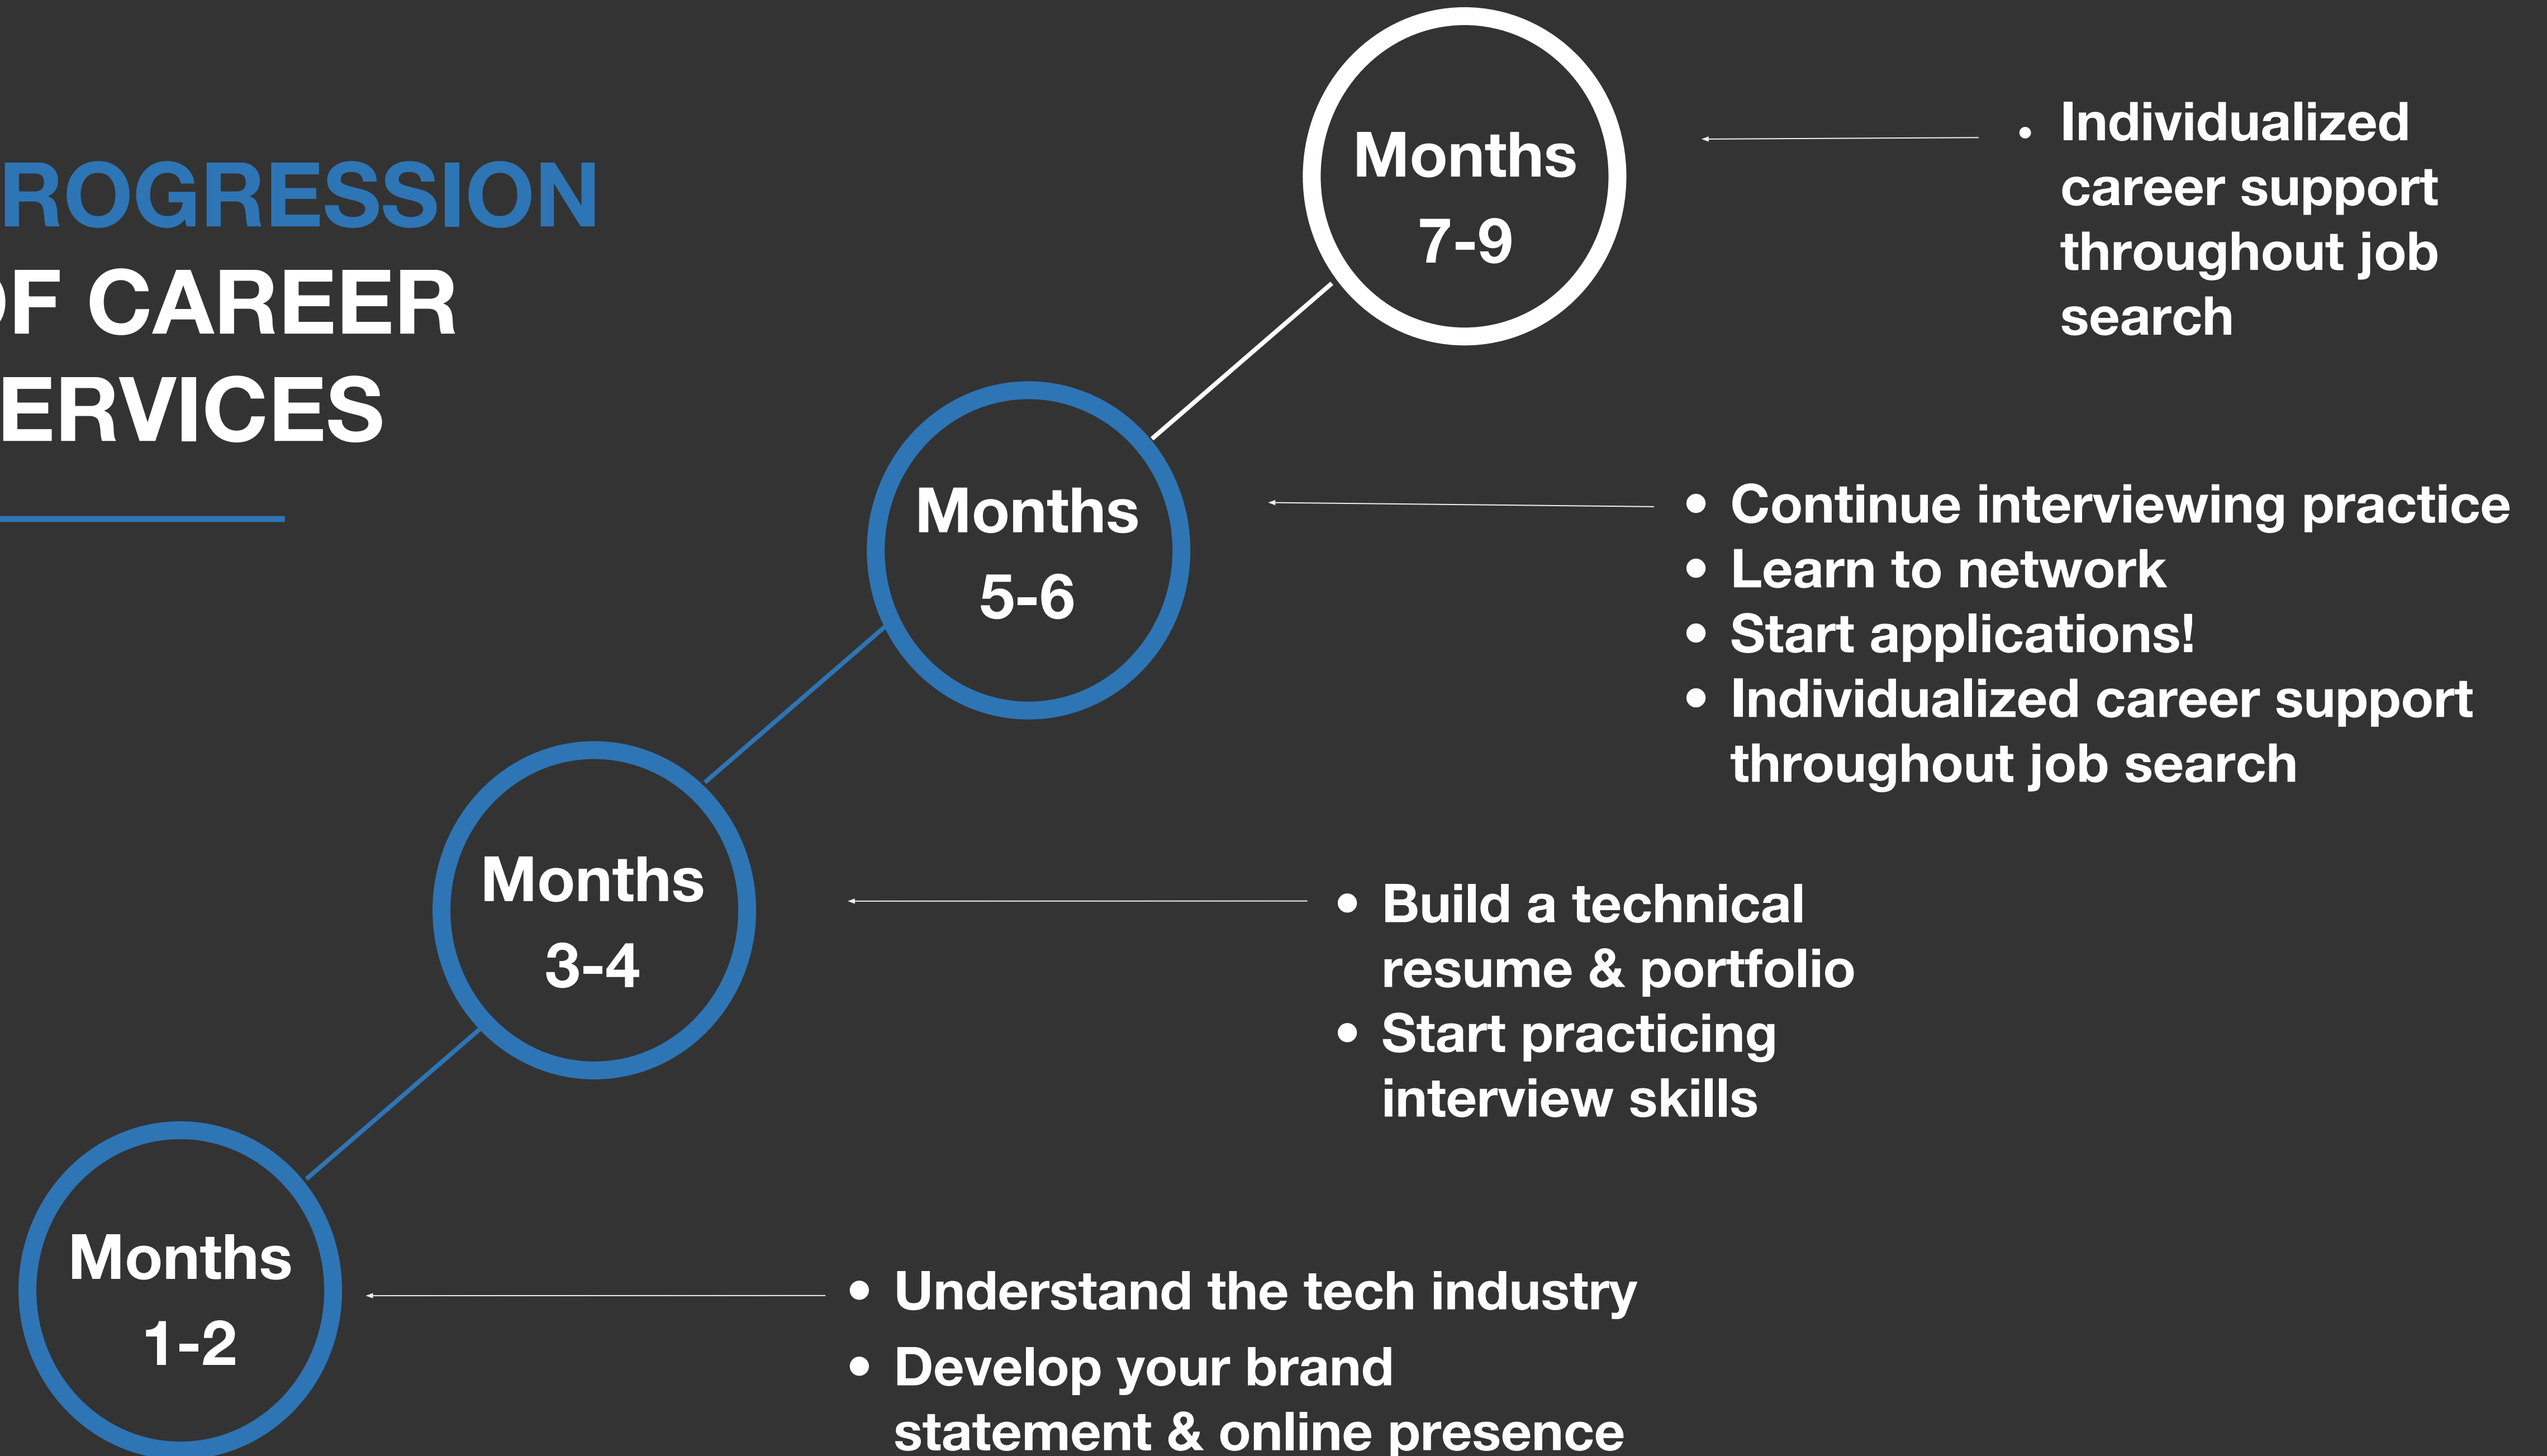 ROGRESSION
OF CAREER
ERVICES
Months
7-9
• Individualized
career support
throughout job
search
Months
5-6
• Continue interviewing practice
• Learn to network
• Start applications!
• Individualized career support
throughout job search
Months
3-4
• Build a technical
resume & portfolio
• Start practicing
interview skills
Months
1-2
• Understand the tech industry
• Develop your brand
statement & online presence